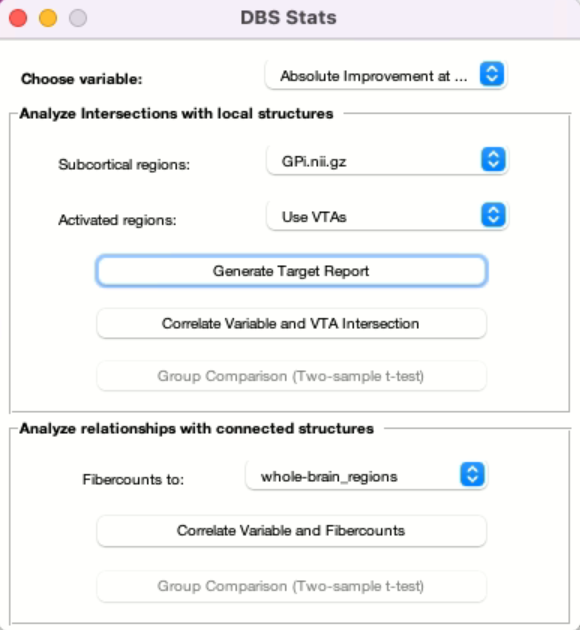 DBS Stats
Choose variable: Absolute Improvement at ...
Analyze Intersections with local structures
Subcortical regions: GPi.nii.gz
Activated regions: Use VTAs
Generate Target Report
Correlate Variable and VTA Intersection
Group Comparison (Two-sample t-test)
Analyze relationships with connected structures
Fibercounts to: whole-brain_regions
Correlate Variable and Fibercounts
Group Comparison (Two-sample t-test)